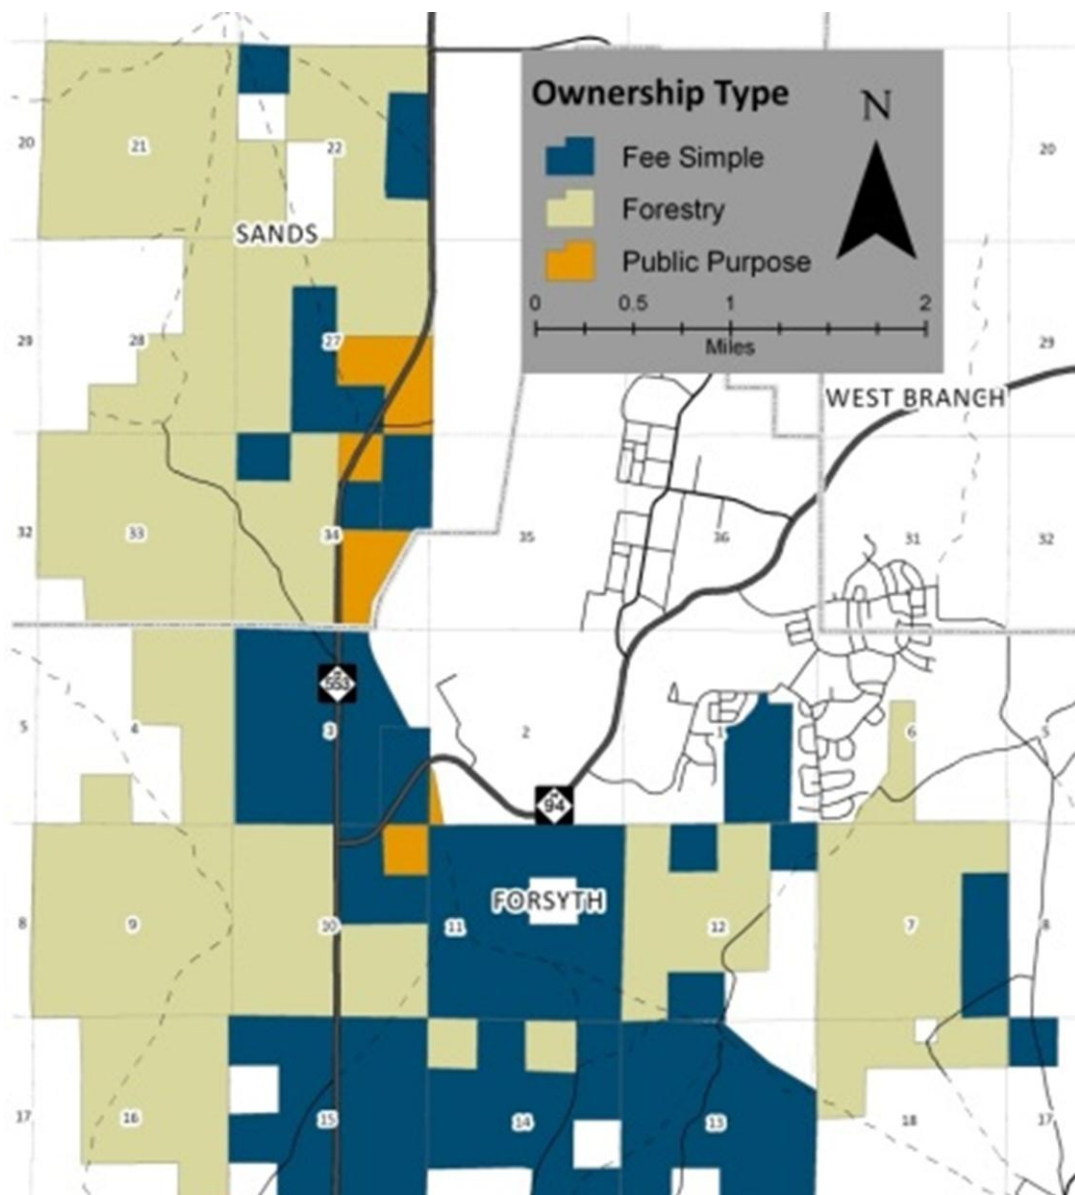 Ownership Type
N
Fee Simple
Forestry
Public Purpose
0 0.5 1 2
Miles
20 21 22 20
SANDS
29 28 27 29
WEST BRANCH
32 33 34 35 36 31 32
553
5 4 3 2 1 6 5
94
FORSYTH
8 9 10 11 12 7 8
17 16 15 14 13 18 17